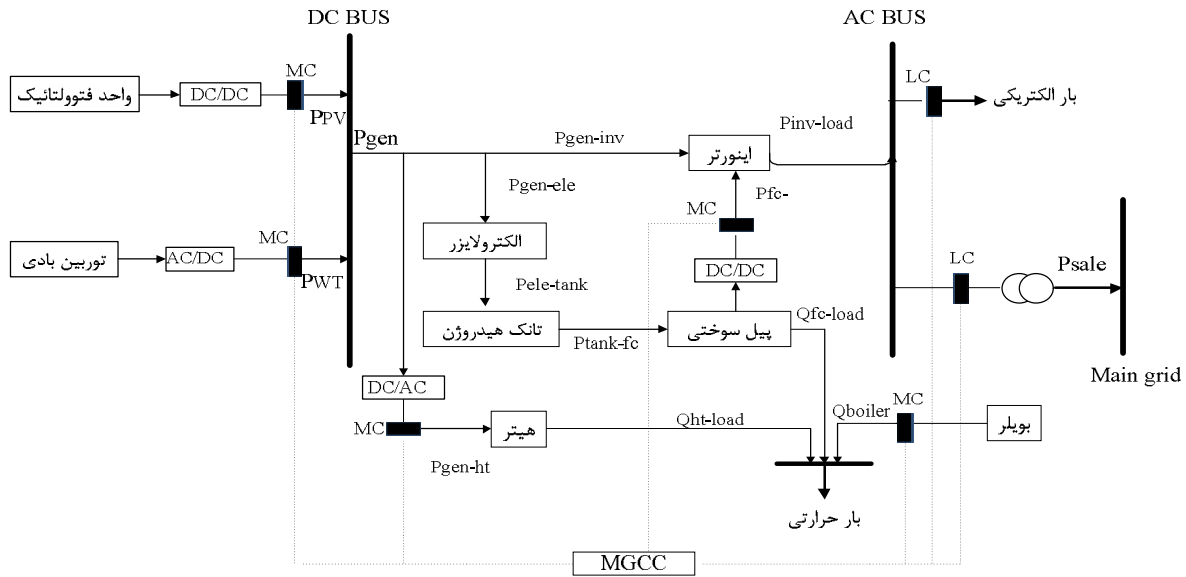 DC BUS
AC BUS
MC
LC
واحد فتوولتائیک
DC/DC
PPV
بار الکتریکی
Pgen
Pgen-inv
اینورتر
Pinv-load
Pgen-ele
Pfc-
MC
الکترولایزر
MC
توربین بادی
AC/DC
PWT
DC/DC
LC
Psale
Pele-tank
تانک هیدروژن
Ptank-fc
پیل سوختی
Qfc-load
Main grid
DC/AC
MC
هیتر
Qht-load
Qboiler
MC
بویلر
Pgen-ht
بار حرارتی
MGCC